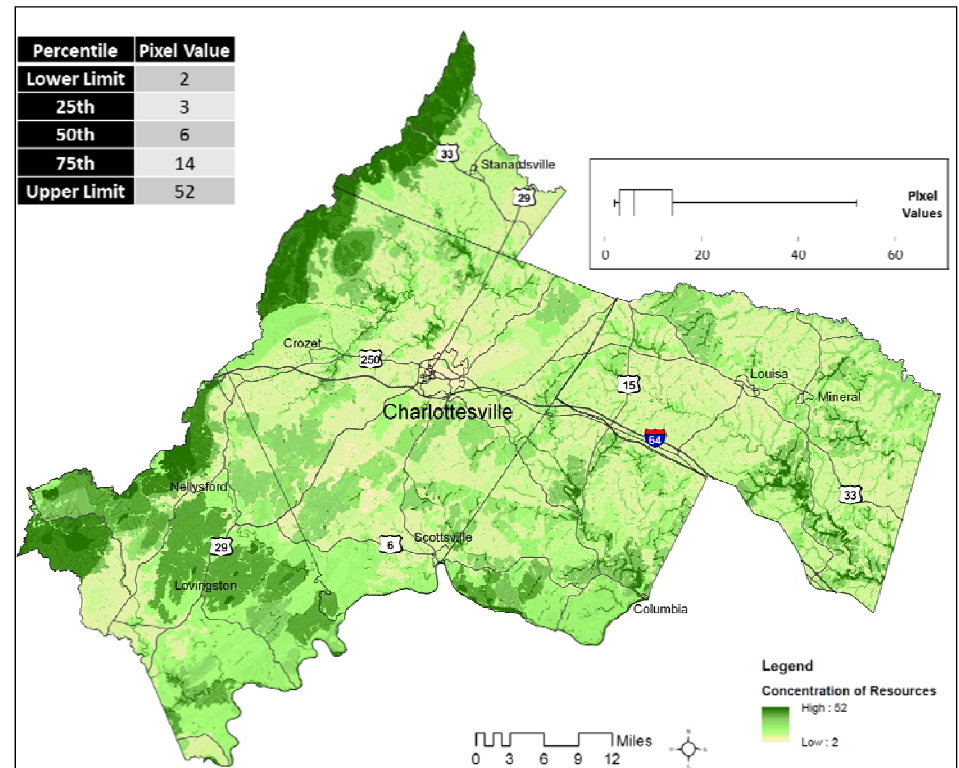 Percentile Pixel Value
Lower Limit 2
25th 3
50th 6
75th 14
Upper Limit 52
33
Stanardsville
29
Pixel
Values
0 20 40 60
Crozet
250
Charlottesville
15
Louisa
Mineral
64
33
Nellysford
29
6
Scottsville
Lovingston
Columbia
Legend
Concentration of Resources
High : 52
Low : 2
Miles
0 3 6 9 12